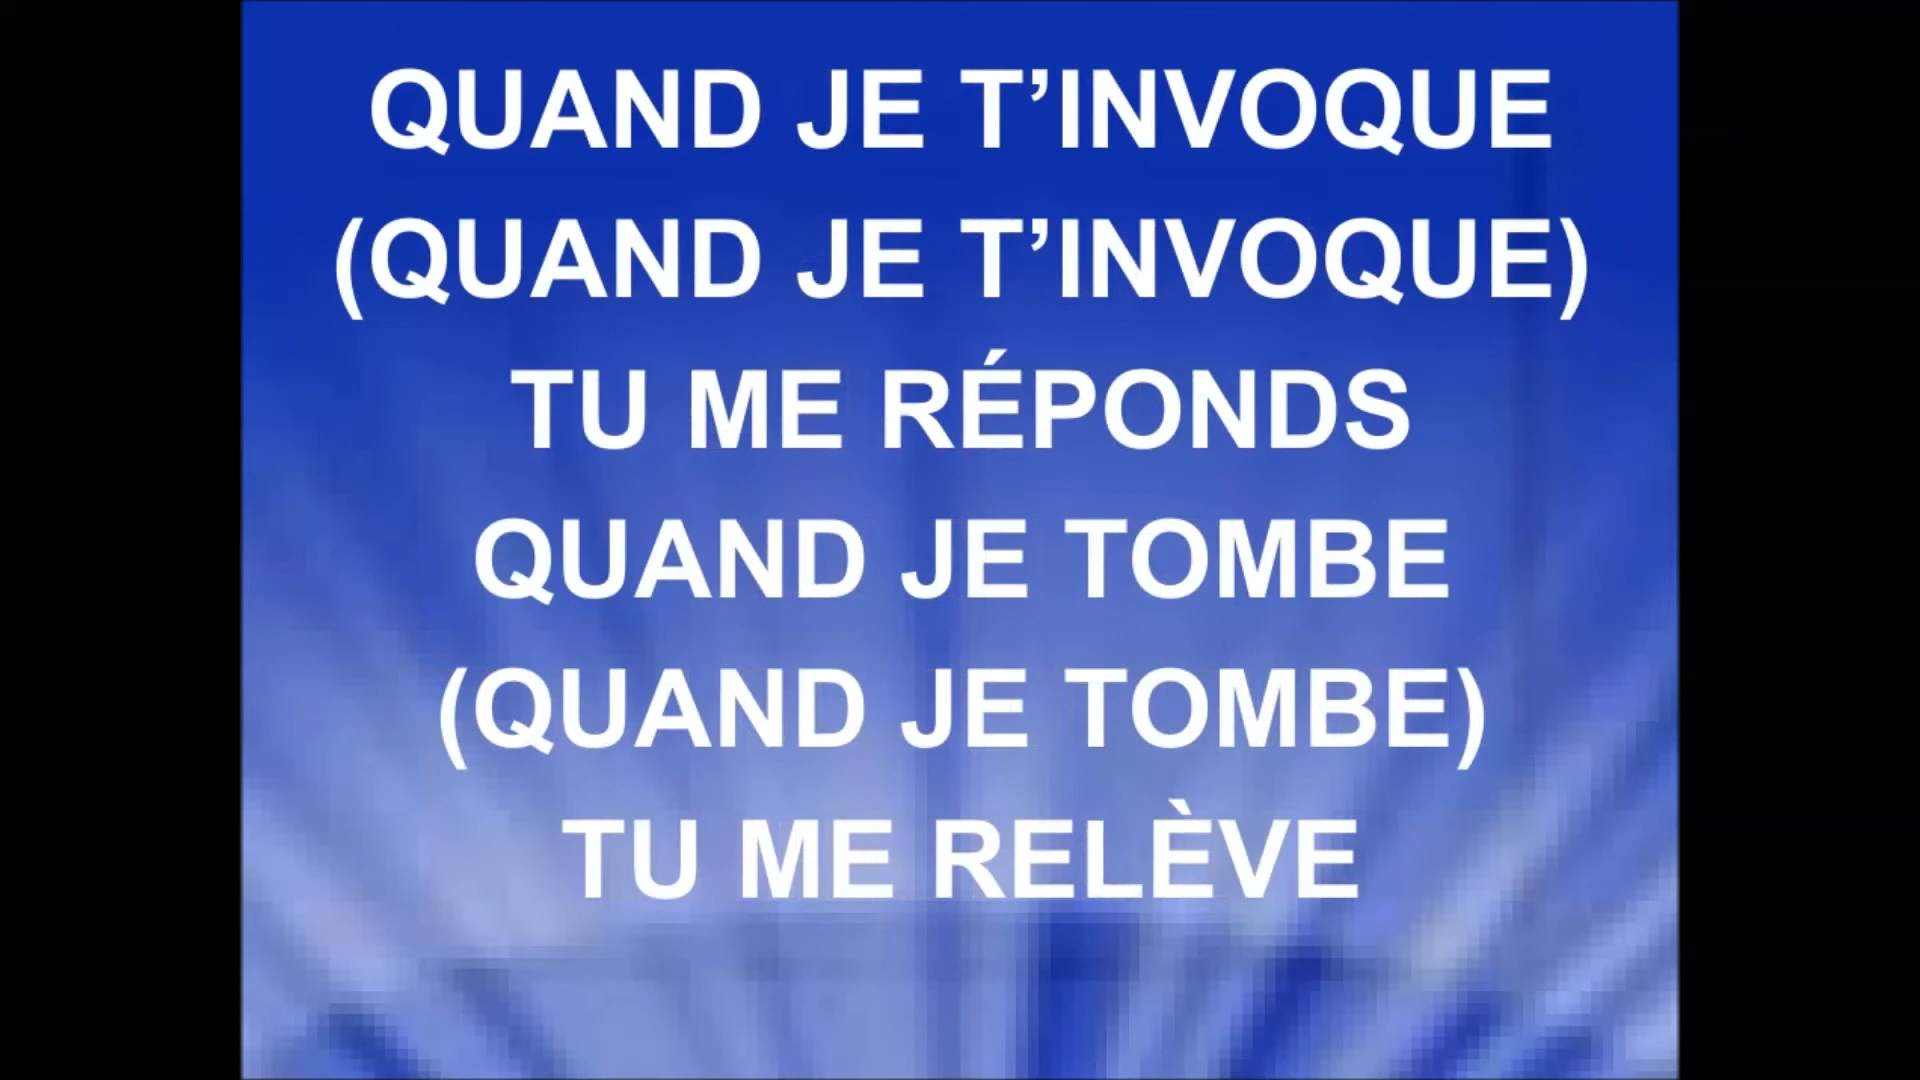 QUAND JE T’INVOQUE
(QUAND JE T’INVOQUE)
TU ME RÉPONDS
QUAND JE TOMBE
(QUAND JE TOMBE)
TU ME RELÈVE